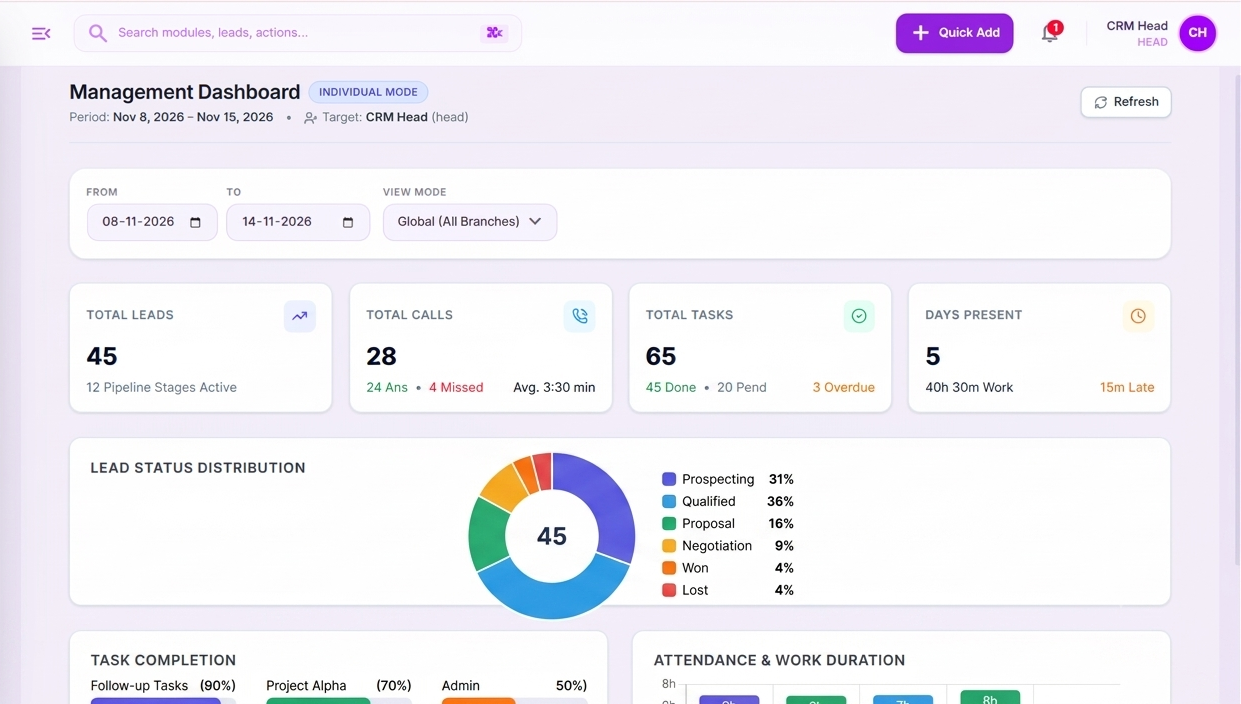 Search modules, leads, actions...
Quick Add
1
CRM Head
HEAD
CH
Management Dashboard INDIVIDUAL MODE
Period: Nov 8, 2026 – Nov 15, 2026 • Target: CRM Head (head)
Refresh
FROM TO VIEW MODE
08-11-2026 14-11-2026 Global (All Branches)
TOTAL LEADS
45
12 Pipeline Stages Active
TOTAL CALLS
28
24 Ans • 4 Missed Avg. 3:30 min
TOTAL TASKS
65
45 Done • 20 Pend 3 Overdue
DAYS PRESENT
5
40h 30m Work 15m Late
LEAD STATUS DISTRIBUTION
45
Prospecting 31%
Qualified 36%
Proposal 16%
Negotiation 9%
Won 4%
Lost 4%
TASK COMPLETION
Follow-up Tasks (90%) Project Alpha (70%) Admin 50%)
ATTENDANCE & WORK DURATION
8h
8h